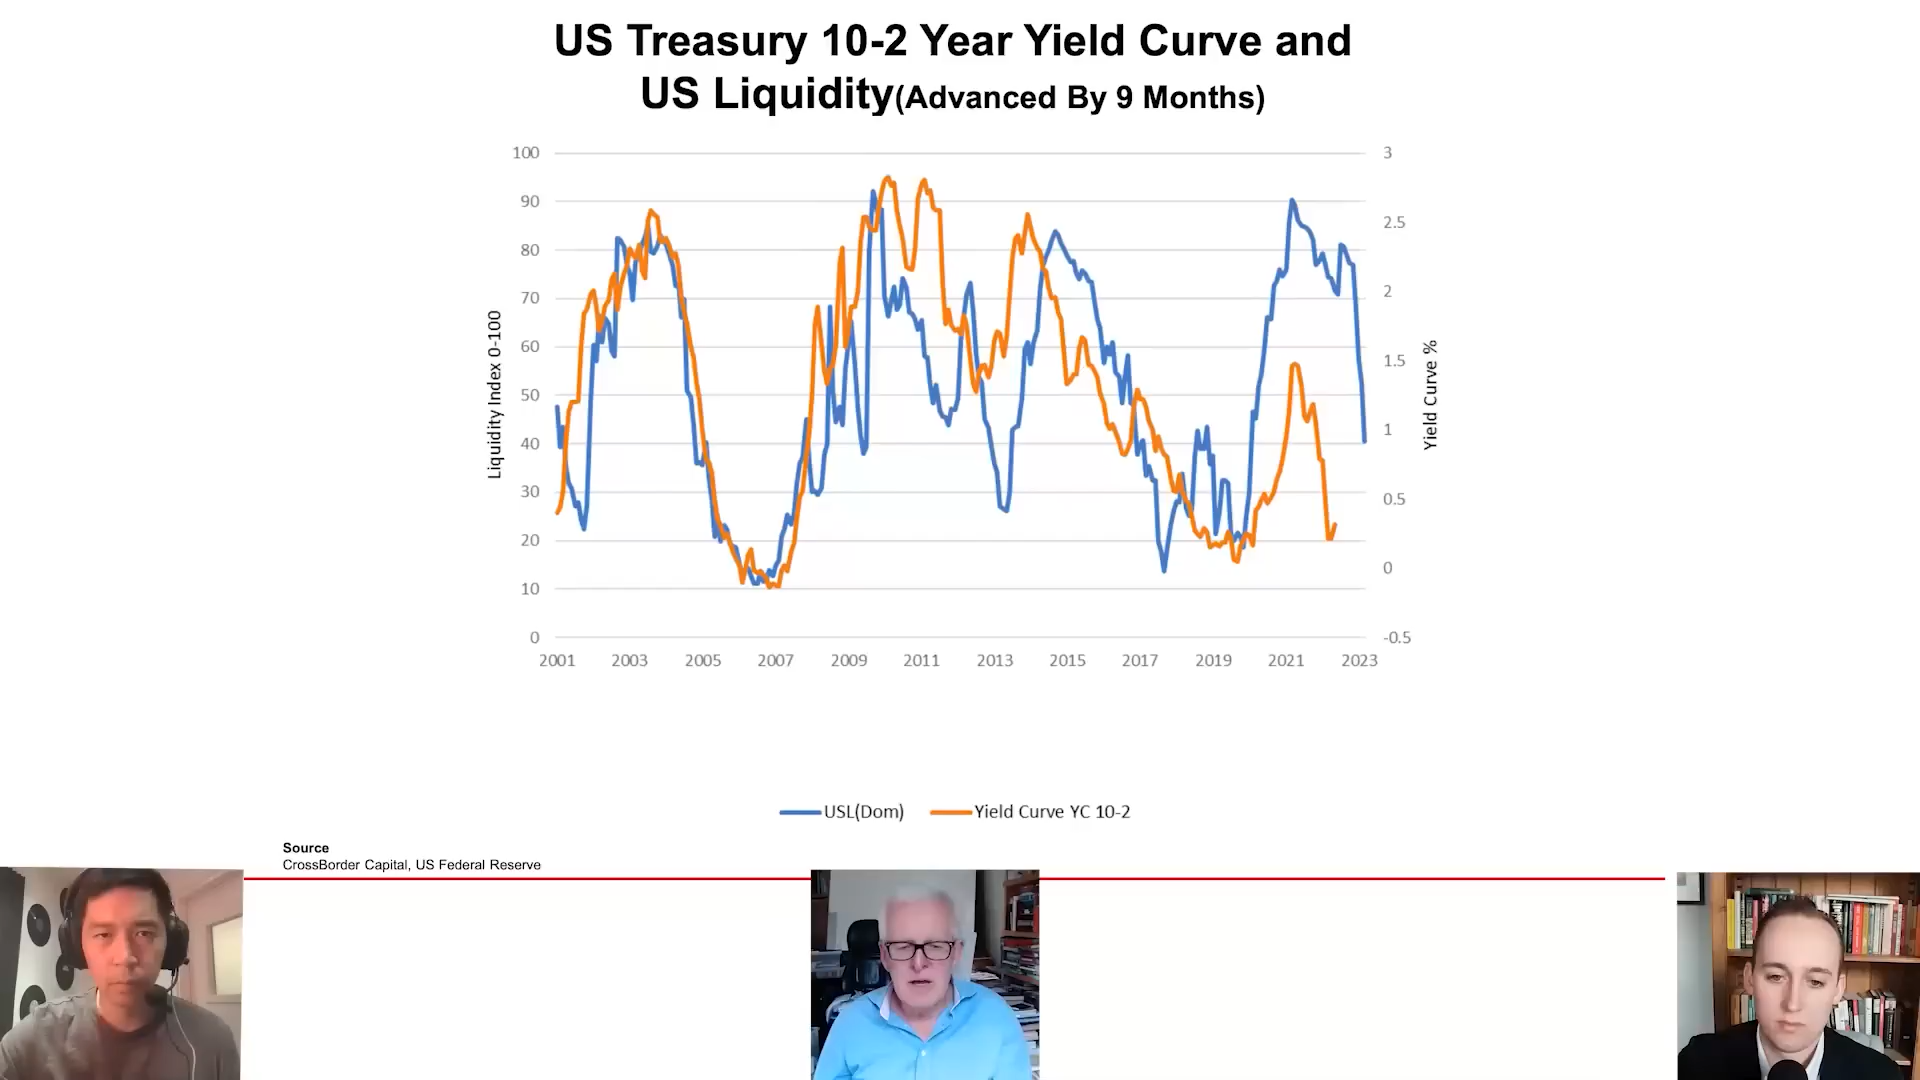 US Treasury 10-2 Year Yield Curve and
US Liquidity(Advanced By 9 Months)
100
90
80
70
60
50
40
30
20
10
0
Liquidity Index 0-100
3
2.5
2
1.5
1
0.5
0
-0.5
Yield Curve %
2001 2003 2005 2007 2009 2011 2013 2015 2017 2019 2021 2023
USL(Dom) Yield Curve YC 10-2
Source
CrossBorder Capital, US Federal Reserve